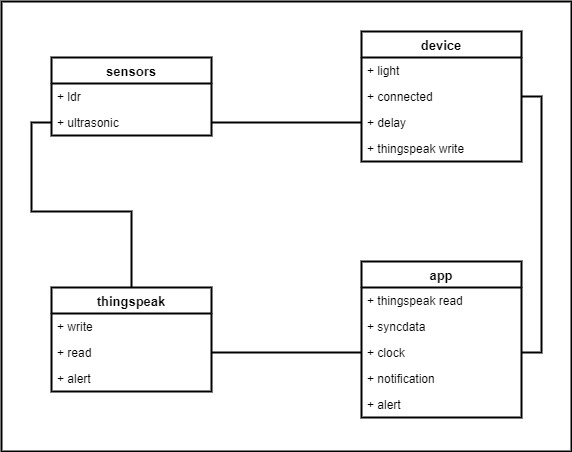 sensors
+ ldr
+ ultrasonic
device
+ light
+ connected
+ delay
+ thingspeak write
thingspeak
+ write
+ read
+ alert
app
+ thingspeak read
+ syncdata
+ clock
+ notification
+ alert